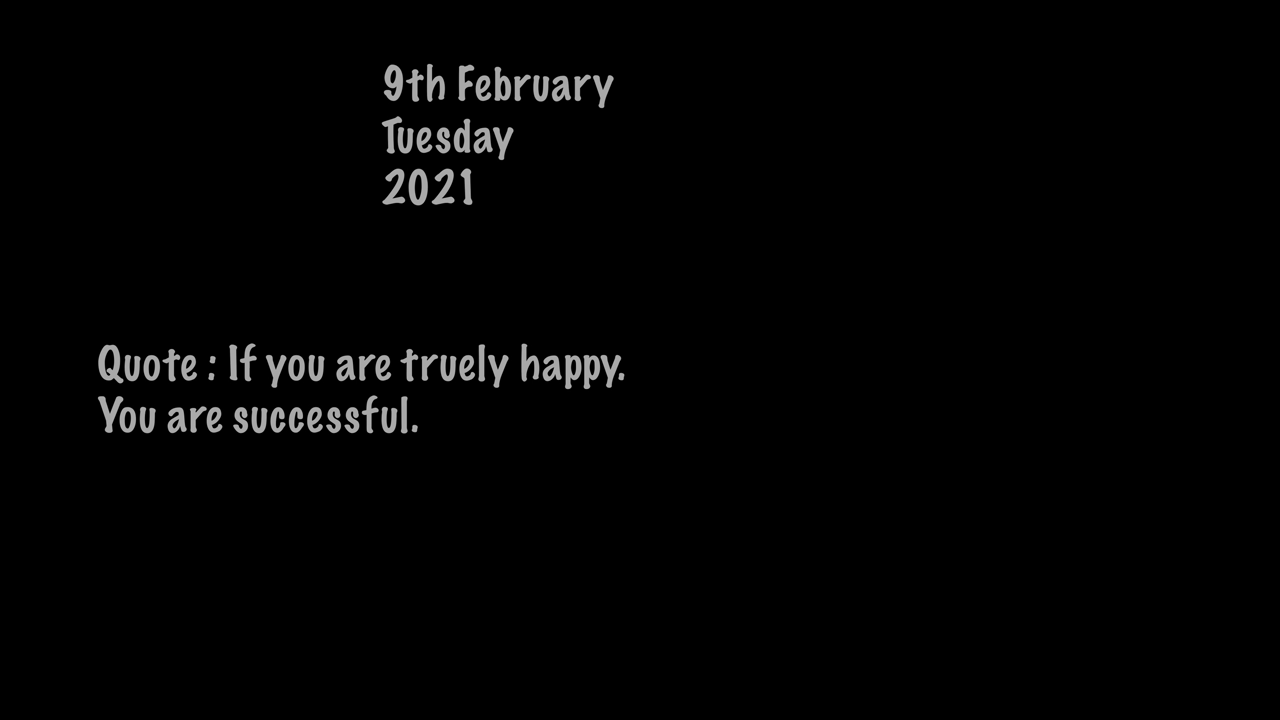 9th February
Tuesday
2021
Quote : If you are truely happy.
You are successful.